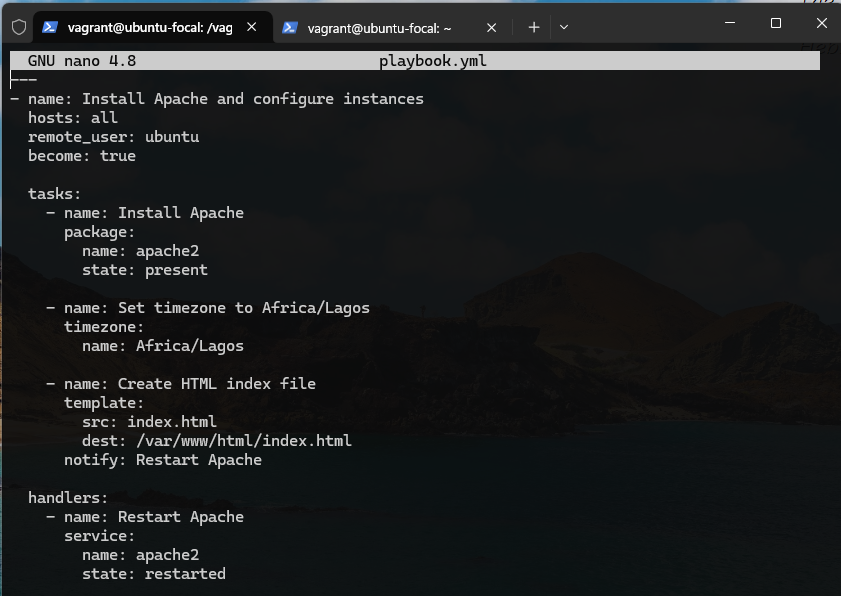 vagrant@ubuntu-focal: /vag
vagrant@ubuntu-focal: ~
GNU nano 4.8 playbook.yml
---
- name: Install Apache and configure instances
  hosts: all
  remote_user: ubuntu
  become: true

  tasks:
    - name: Install Apache
      package:
        name: apache2
        state: present

    - name: Set timezone to Africa/Lagos
      timezone:
        name: Africa/Lagos

    - name: Create HTML index file
      template:
        src: index.html
        dest: /var/www/html/index.html
      notify: Restart Apache

  handlers:
    - name: Restart Apache
      service:
        name: apache2
        state: restarted